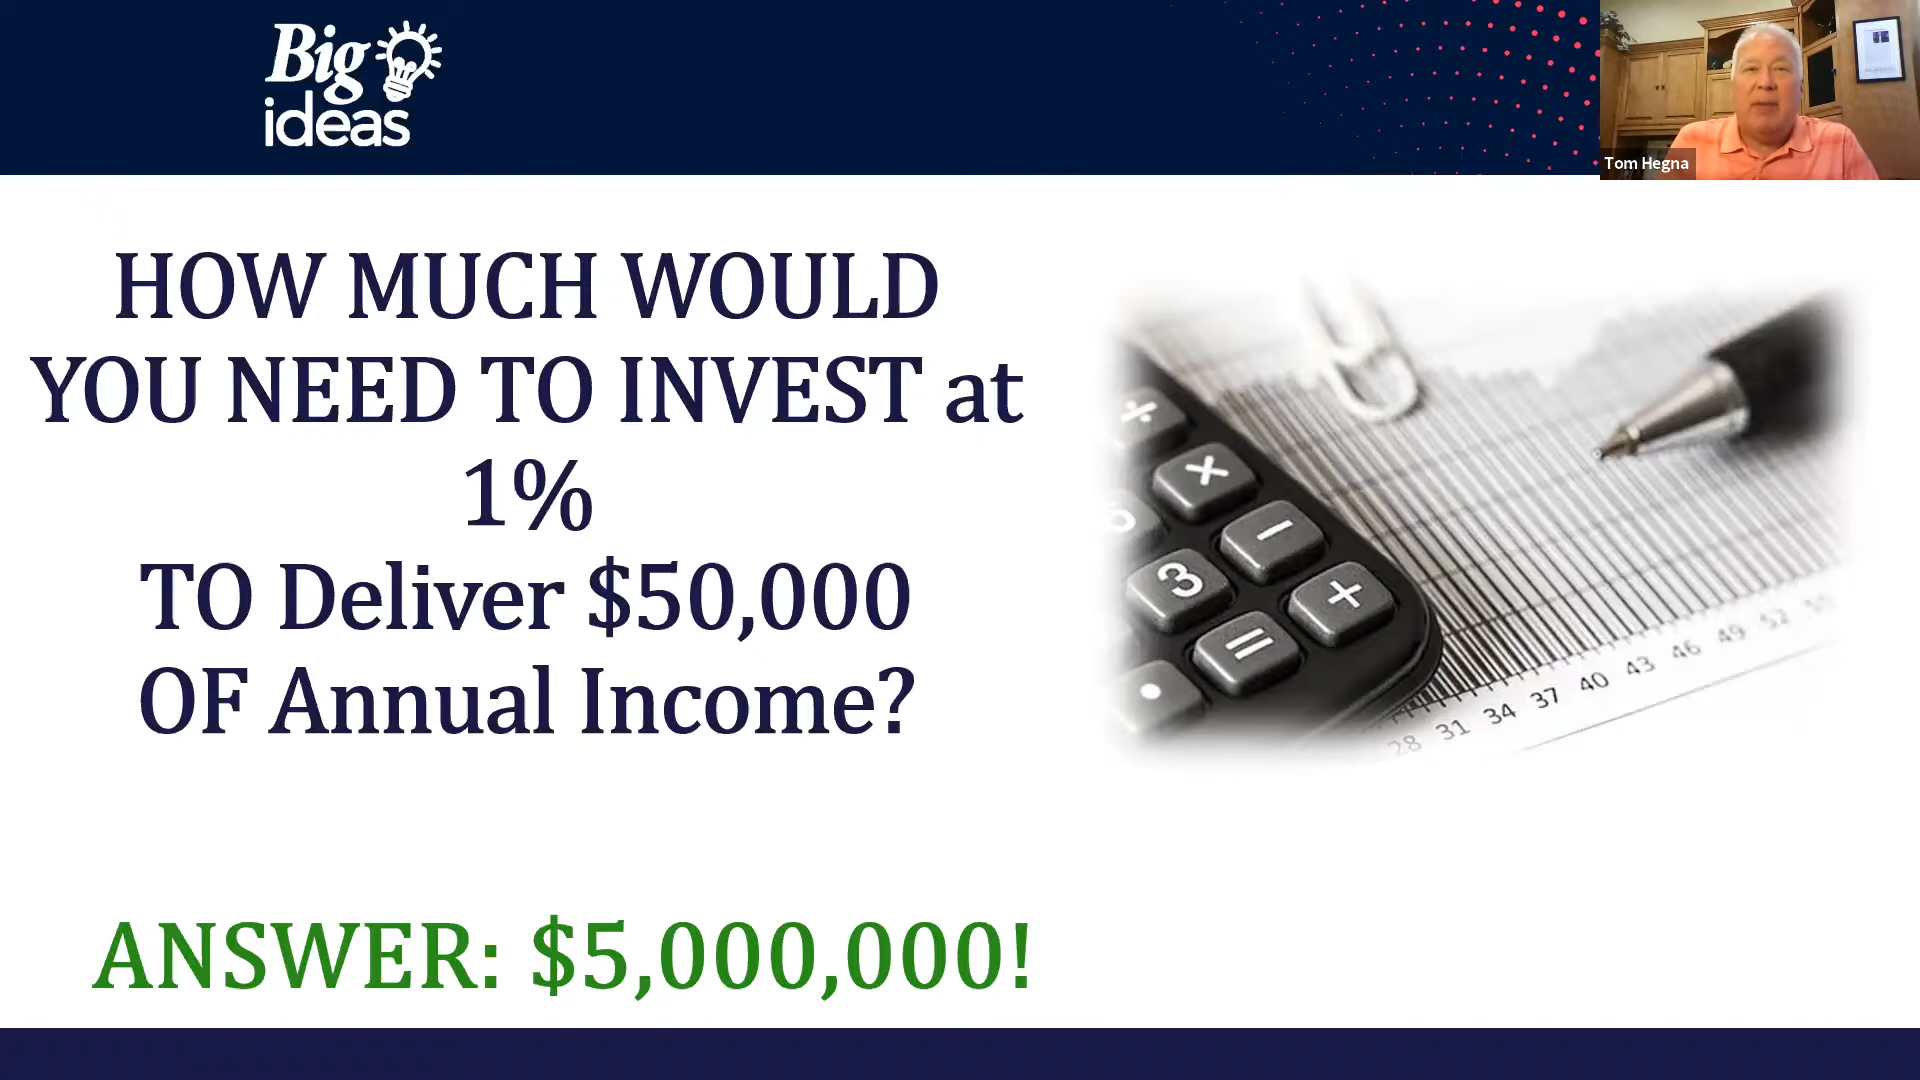 Big
ideas
Tom Hegna
HOW MUCH WOULD
YOU NEED TO INVEST at
1%
TO Deliver $50,000
OF Annual Income?
ANSWER: $5,000,000!
÷
×
−
3
+
=
28 31 34 37 40 43 46 49 52